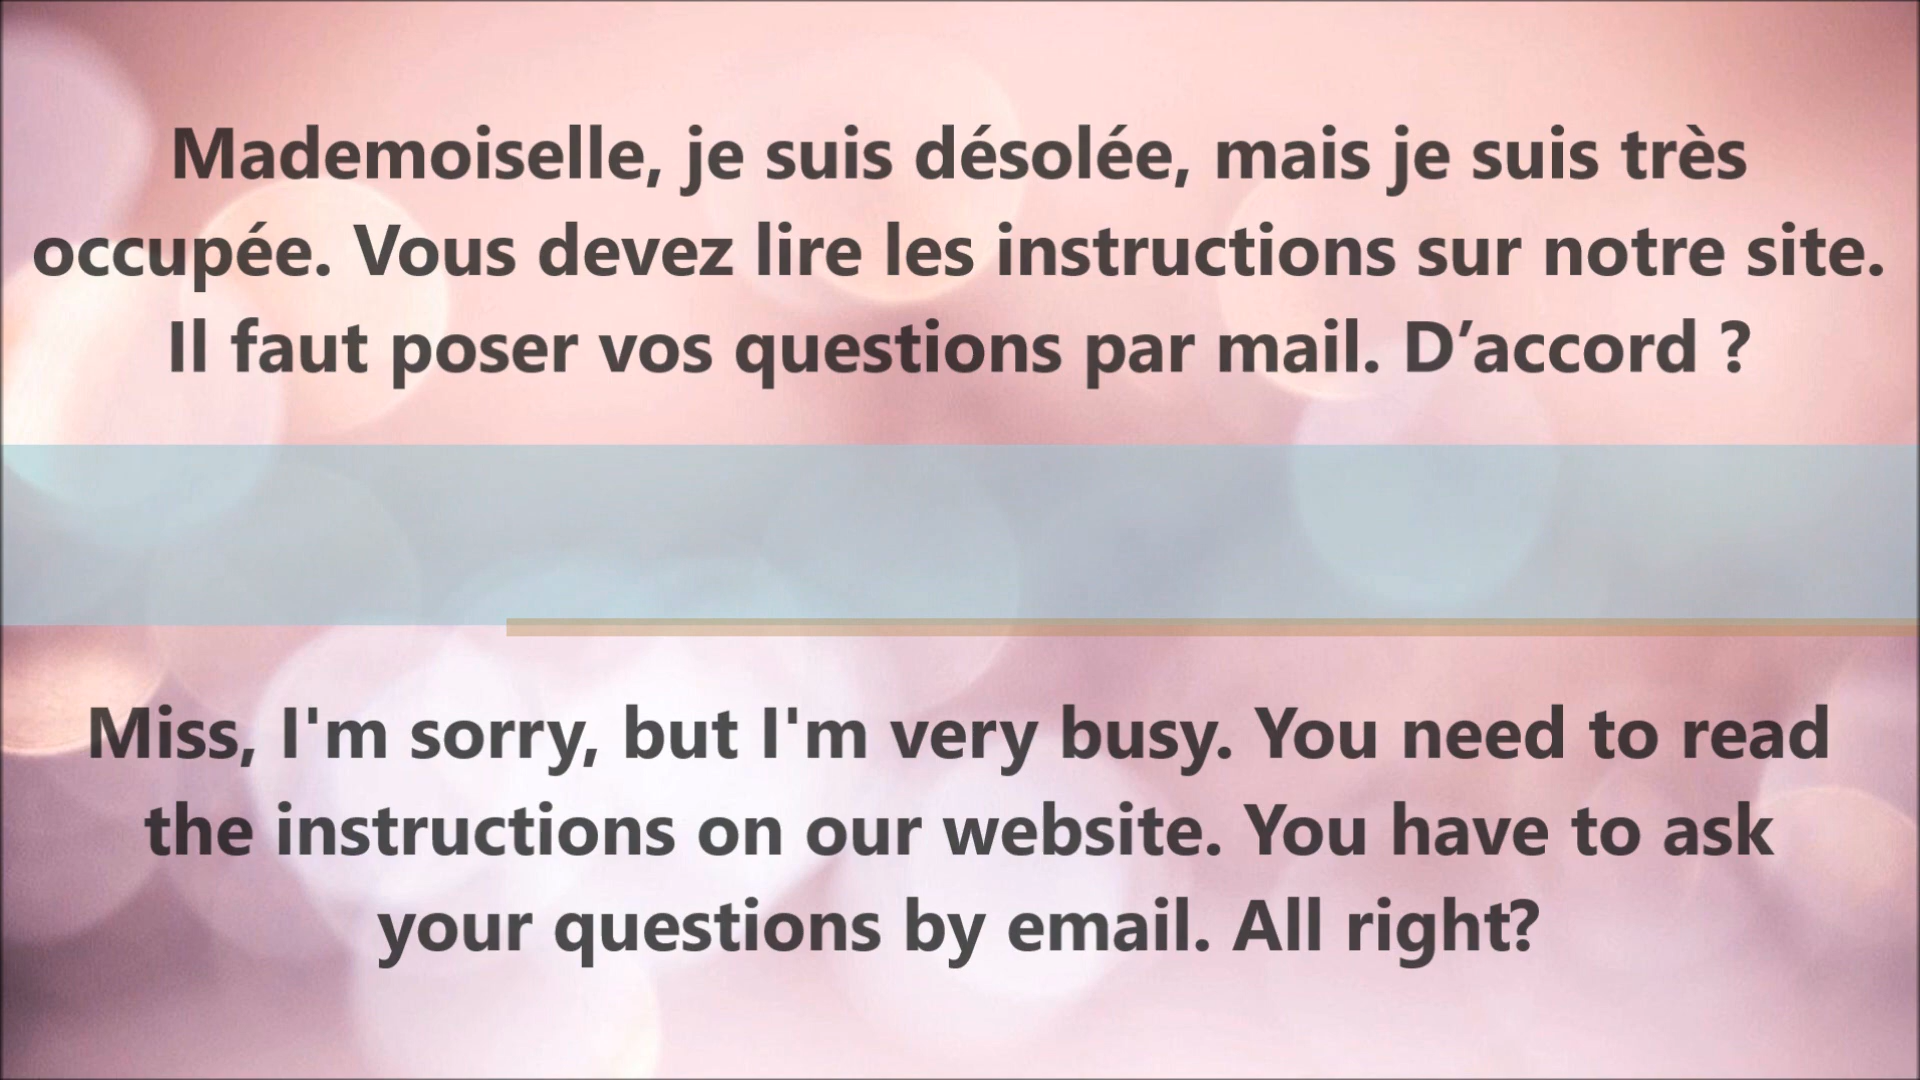 Mademoiselle, je suis désolée, mais je suis très
occupée. Vous devez lire les instructions sur notre site.
Il faut poser vos questions par mail. D’accord ?
Miss, I'm sorry, but I'm very busy. You need to read
the instructions on our website. You have to ask
your questions by email. All right?